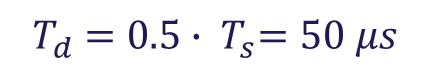 T_d = 0.5 · T_s = 50 μs